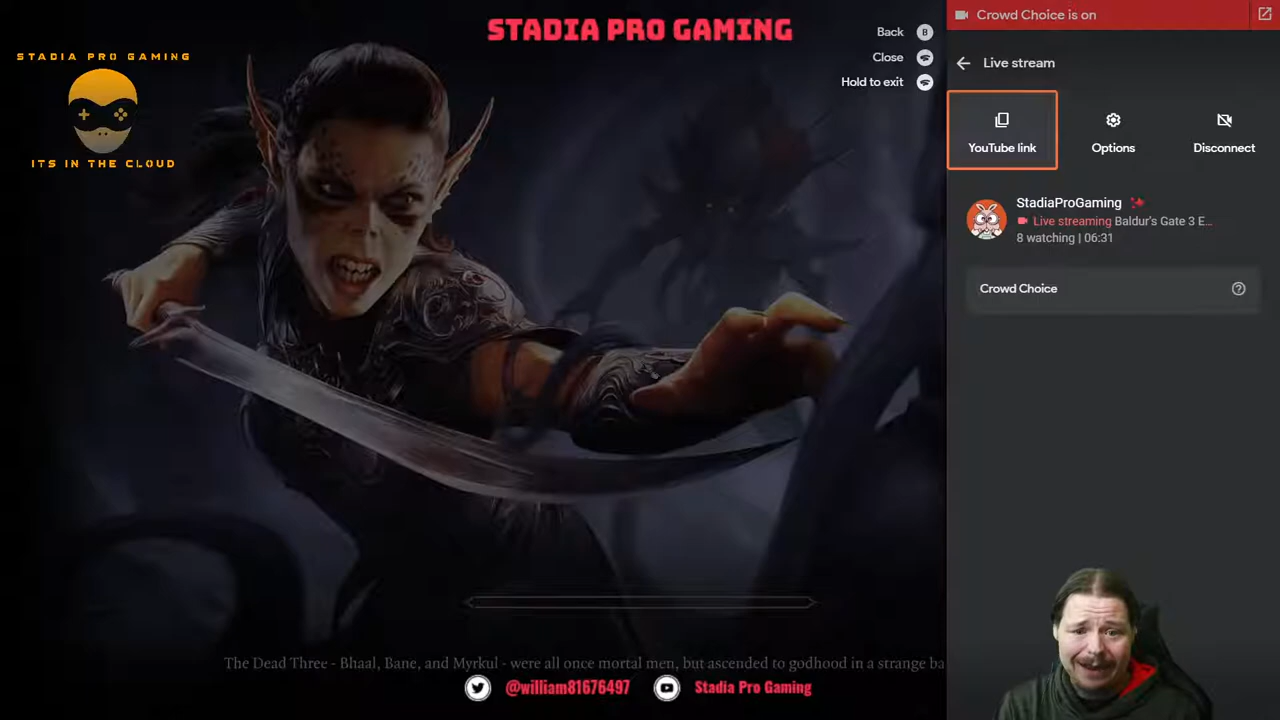 STADIA PRO GAMING
STADIA PRO GAMING
ITS IN THE CLOUD
Back B
Close
Hold to exit
Crowd Choice is on
Live stream
YouTube link
Options
Disconnect
StadiaProGaming
Live streaming Baldur's Gate 3 E...
8 watching | 06:31
Crowd Choice
The Dead Three - Bhaal, Bane, and Myrkul - were all once mortal men, but ascended to godhood in a strange ba
@william81676497
Stadia Pro Gaming